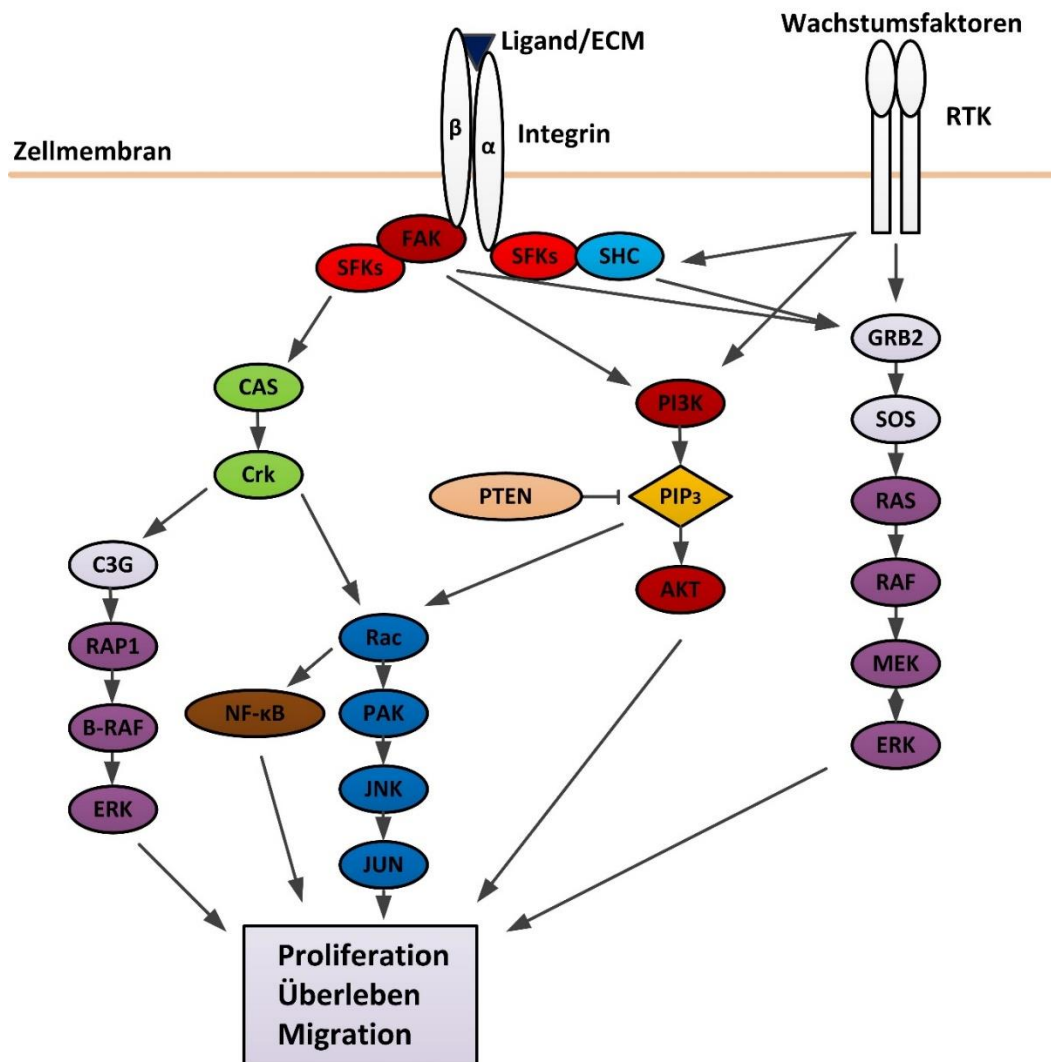 Wachstumsfaktoren
Ligand/ECM
RTK
β
α
Integrin
Zellmembran
FAK
SFKs
SFKs
SHC
GRB2
CAS
PI3K
SOS
Crk
PTEN
PIP₃
RAS
C3G
AKT
RAF
Rac
RAP1
MEK
NF-κB
PAK
B-RAF
ERK
JNK
ERK
JUN
Proliferation
Überleben
Migration